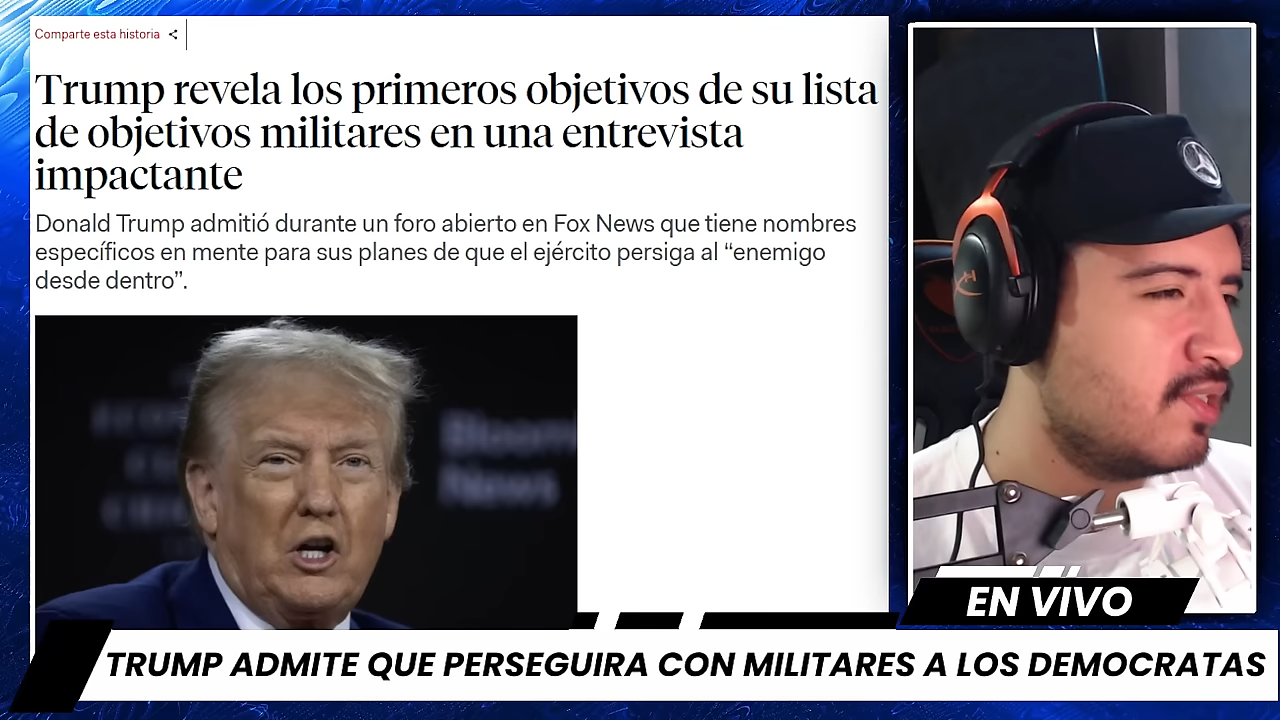 Comparte esta historia
Trump revela los primeros objetivos de su lista
de objetivos militares en una entrevista
impactante
Donald Trump admitió durante un foro abierto en Fox News que tiene nombres
específicos en mente para sus planes de que el ejército persiga al “enemigo
desde dentro”.
News
EN VIVO
TRUMP ADMITE QUE PERSEGUIRA CON MILITARES A LOS DEMOCRATAS